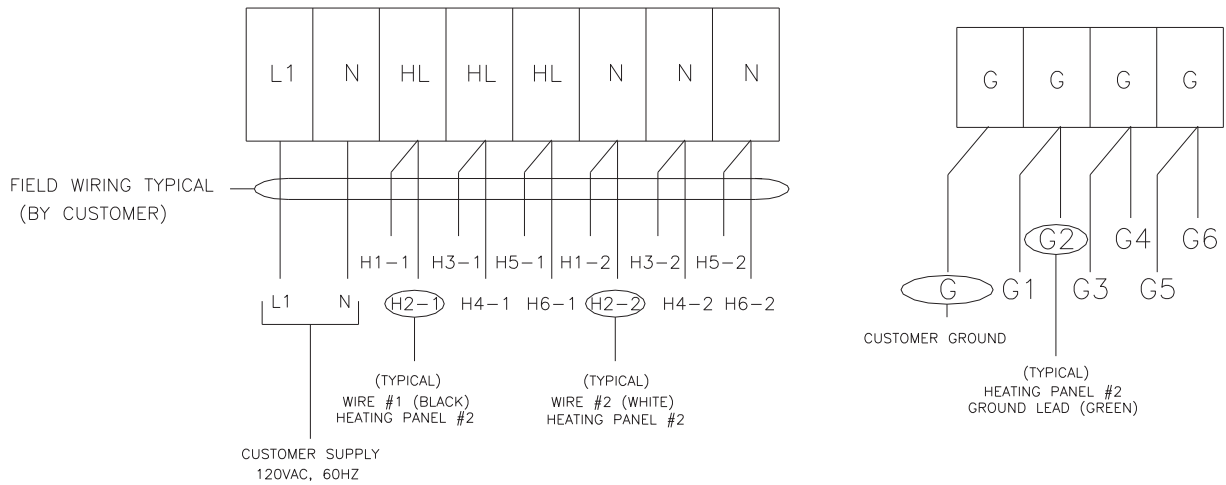 L1 N HL HL HL N N N
G G G G
FIELD WIRING TYPICAL
(BY CUSTOMER)
H1-1 H3-1 H5-1 H1-2 H3-2 H5-2
L1 N H2-1 H4-1 H6-1 H2-2 H4-2 H6-2
(TYPICAL)
WIRE #1 (BLACK)
HEATING PANEL #2
(TYPICAL)
WIRE #2 (WHITE)
HEATING PANEL #2
CUSTOMER SUPPLY
120VAC, 60HZ
G2 G4 G6
G G1 G3 G5
CUSTOMER GROUND
(TYPICAL)
HEATING PANEL #2
GROUND LEAD (GREEN)